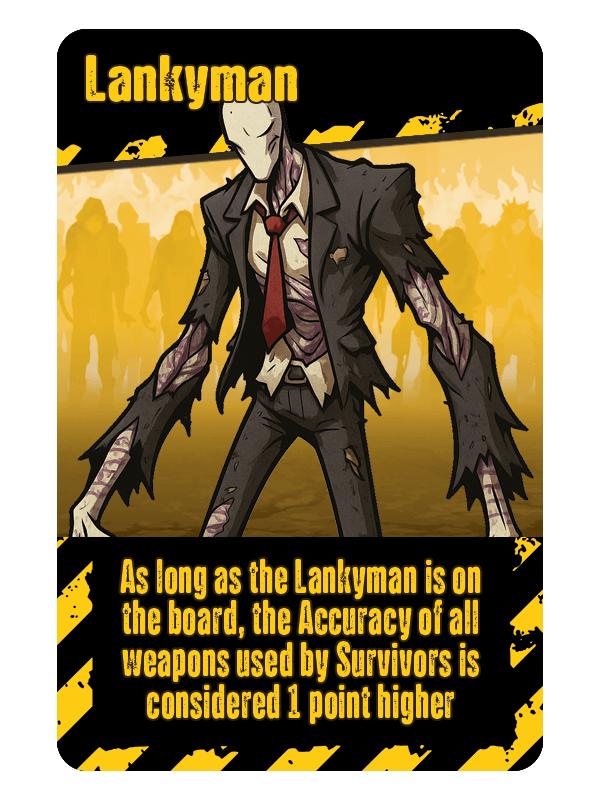 Lankyman
As long as the Lankyman is on
the board, the Accuracy of all
weapons used by Survivors is
considered 1 point higher